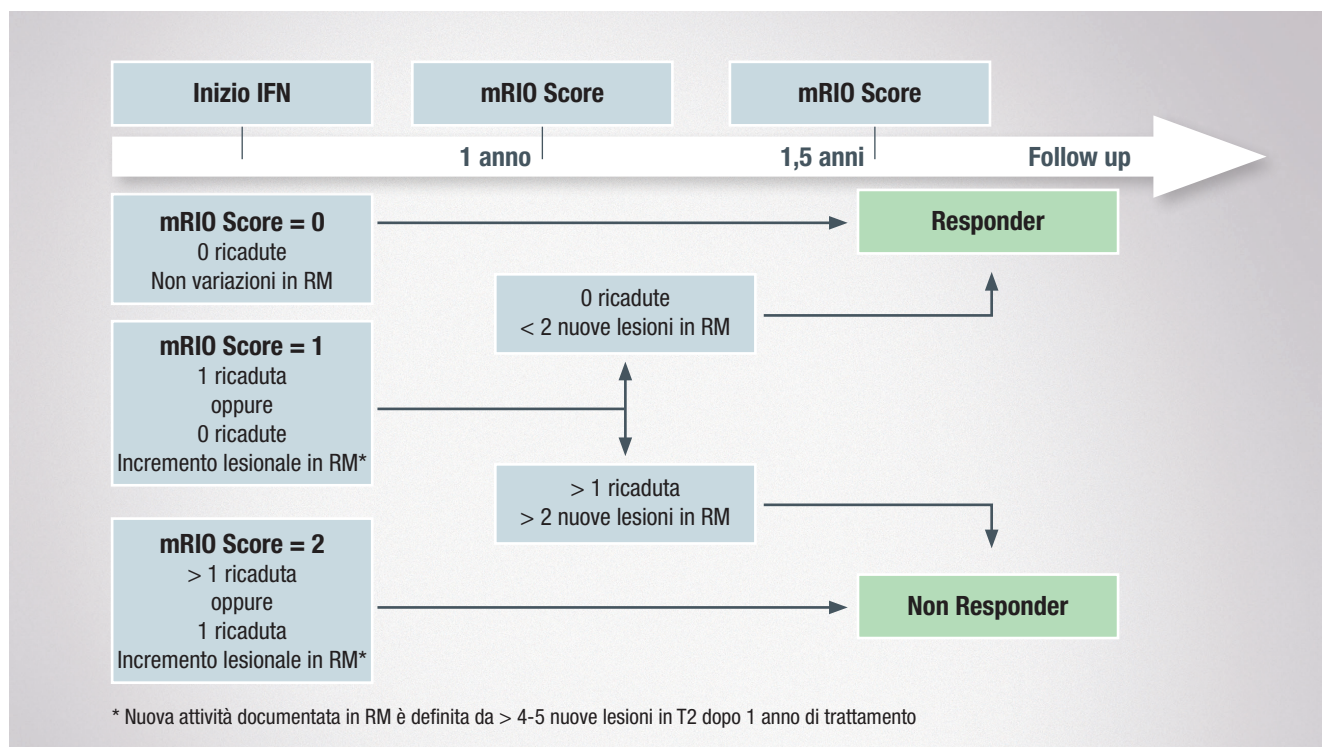 Inizio IFN
mRIO Score
mRIO Score
1 anno
1,5 anni
Follow up
mRIO Score = 0
0 ricadute
Non variazioni in RM
Responder
0 ricadute
< 2 nuove lesioni in RM
mRIO Score = 1
1 ricaduta
oppure
0 ricadute
Incremento lesionale in RM*
> 1 ricaduta
> 2 nuove lesioni in RM
mRIO Score = 2
> 1 ricaduta
oppure
1 ricaduta
Incremento lesionale in RM*
Non Responder
* Nuova attività documentata in RM è definita da > 4-5 nuove lesioni in T2 dopo 1 anno di trattamento